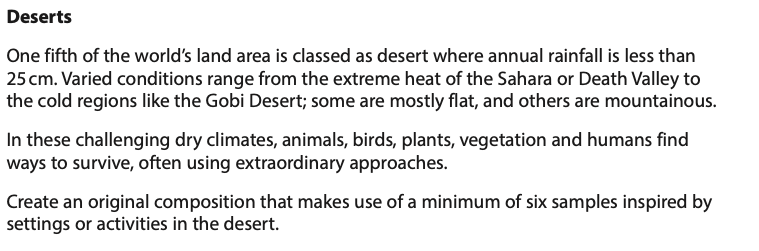 Deserts
One fifth of the world's land area is classed as desert where annual rainfall is less than
25 cm. Varied conditions range from the extreme heat of the Sahara or Death Valley to
the cold regions like the Gobi Desert; some are mostly flat, and others are mountainous.
In these challenging dry climates, animals, birds, plants, vegetation and humans find
ways to survive, often using extraordinary approaches.
Create an original composition that makes use of a minimum of six samples inspired by
settings or activities in the desert.